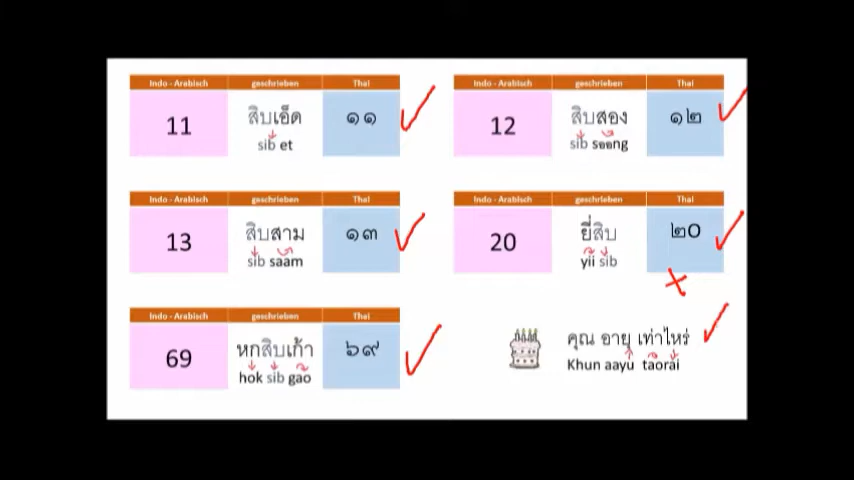 Indo - Arabisch geschrieben Thai
11 สิบเอ็ด ๑๑
sib et
Indo - Arabisch geschrieben Thai
12 สิบสอง ๑๒
sib sɔɔng
Indo - Arabisch geschrieben Thai
13 สิบสาม ๑๓
sib saam
Indo - Arabisch geschrieben Thai
20 ยี่สิบ ๒๐
yii sib
Indo - Arabisch geschrieben Thai
69 หกสิบเก้า ๖๙
hok sib gao
คุณ อายุ เท่าไหร่
Khun aayu taorai